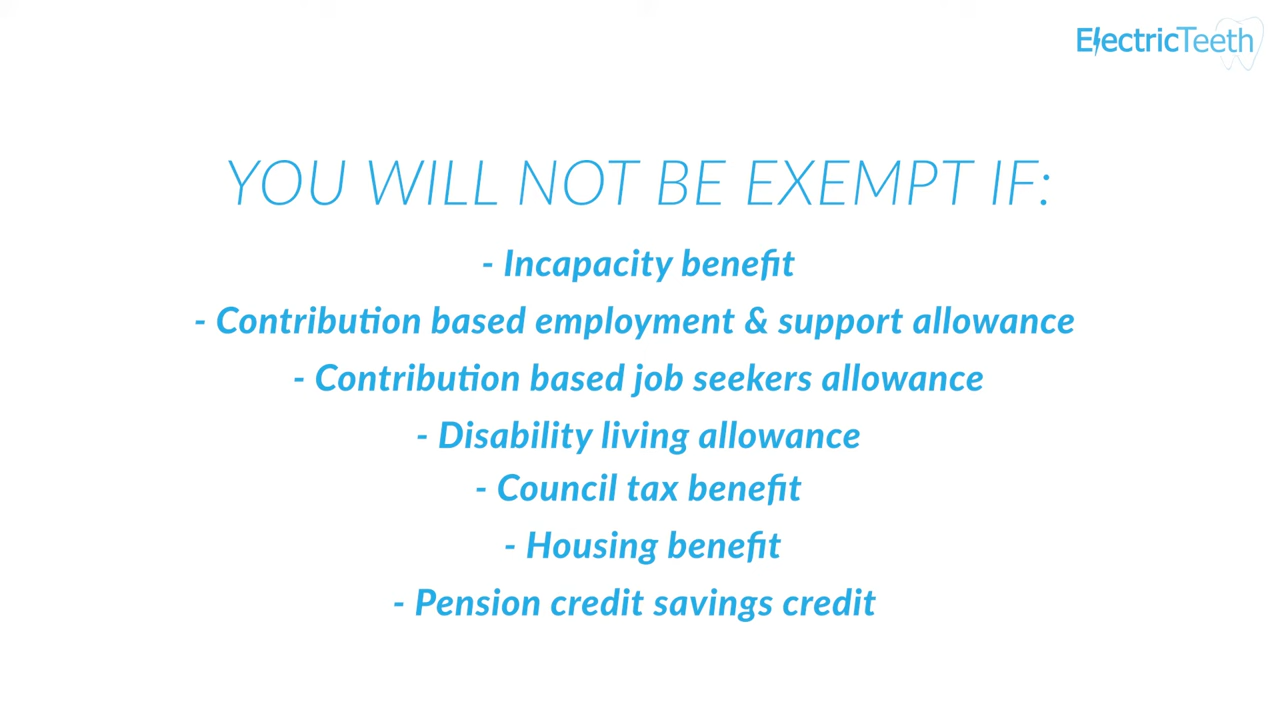 ElectricTeeth
YOU WILL NOT BE EXEMPT IF:
- Incapacity benefit
- Contribution based employment & support allowance
- Contribution based job seekers allowance
- Disability living allowance
- Council tax benefit
- Housing benefit
- Pension credit savings credit